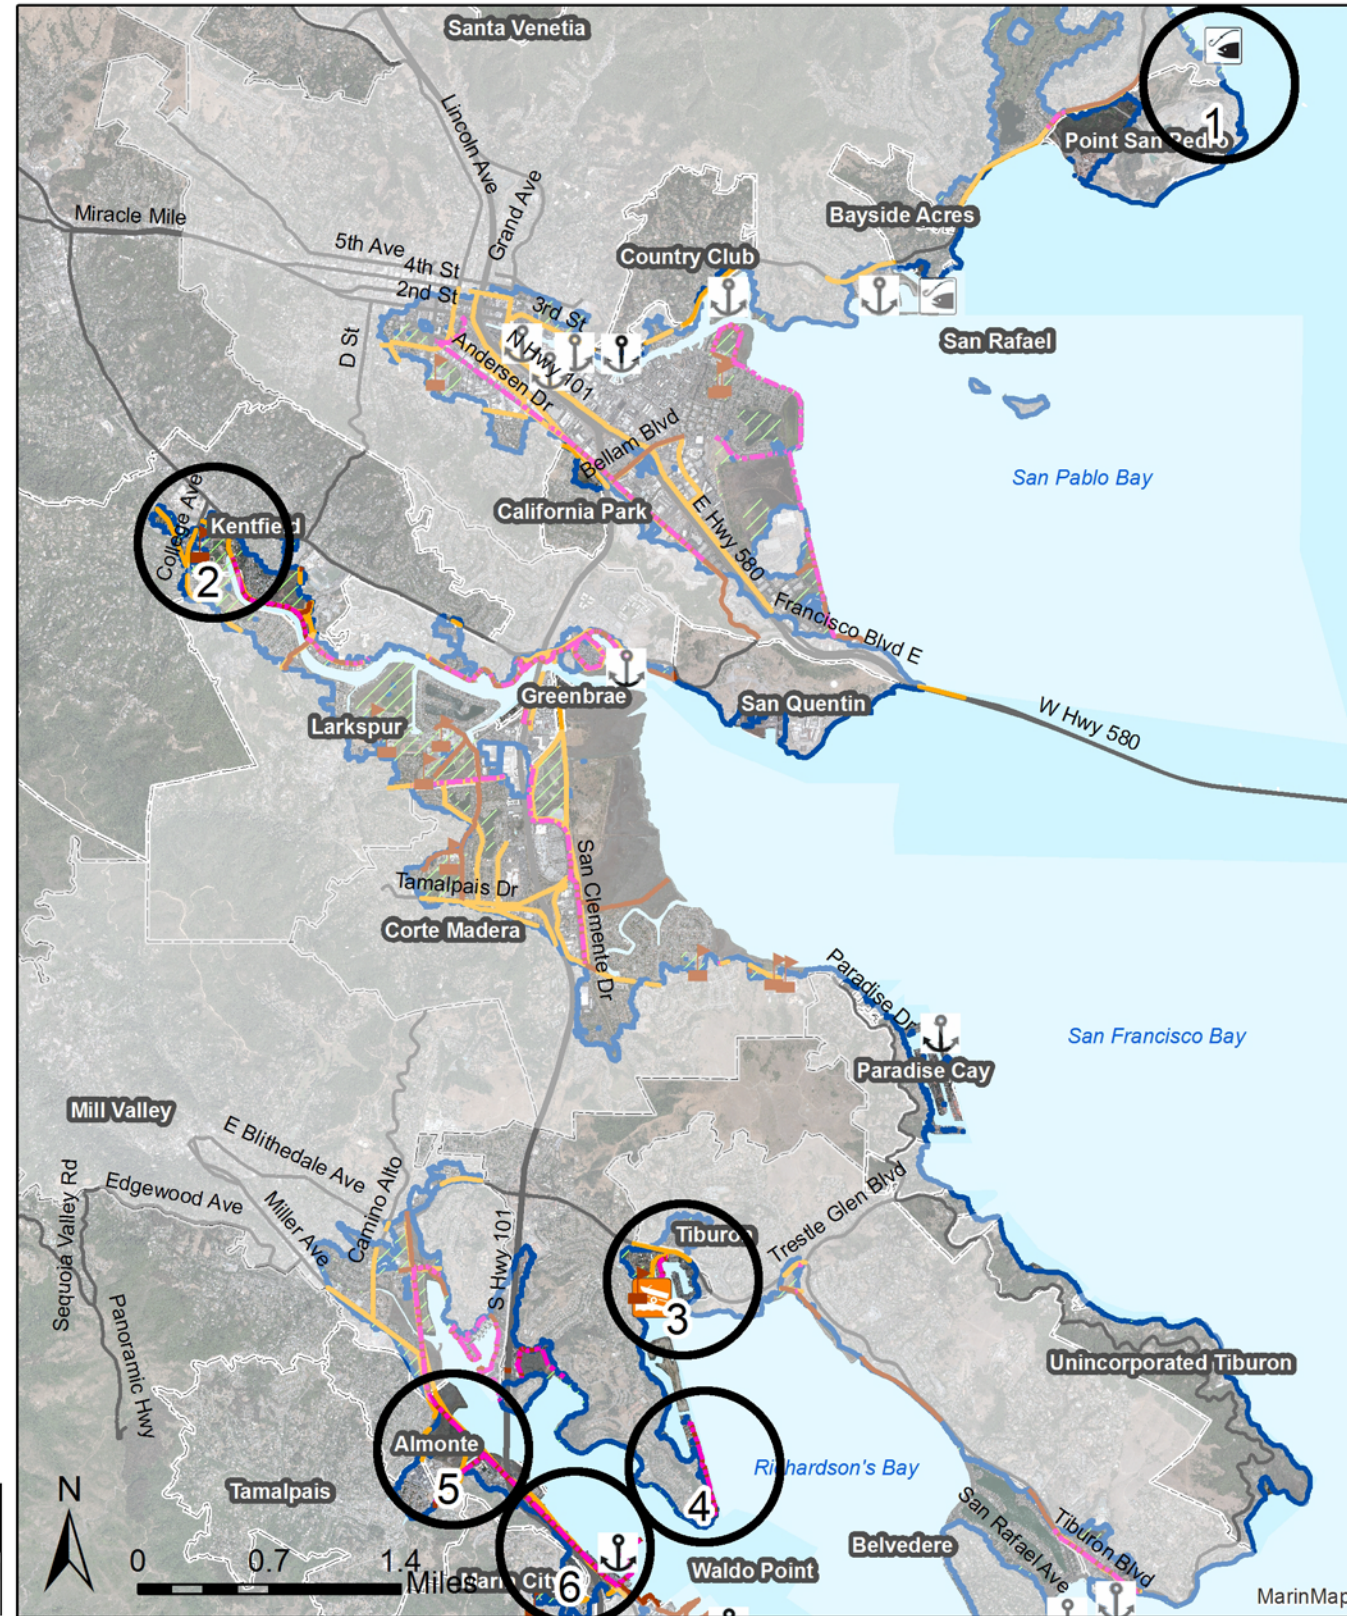 Santa Venetia
Lincoln Ave
Grand Ave
1
Point San Pedro
Miracle Mile
Bayside Acres
5th Ave
4th St
Country Club
2nd St
3rd St
D St
N Hwy 101
San Rafael
Andersen Dr
Bellam Blvd
San Pablo Bay
College Ave
Kentfield
California Park
E Hwy 580
2
Francisco Blvd E
Greenbrae
San Quentin
Larkspur
W Hwy 580
San Clemente Dr
Tamalpais Dr
Corte Madera
Paradise Dr
San Francisco Bay
Paradise Cay
Mill Valley
E Blithedale Ave
Sequoia Valley Rd
Edgewood Ave
Miller Ave
Camino Alto
S Hwy 101
Tiburon
Trestle Glen Blvd
3
Panoramic Hwy
Unincorporated Tiburon
Almonte
Richardson's Bay
N
Tamalpais
5
4
San Rafael Ave
Tiburon Blvd
Belvedere
0 0.7 1.4
Miles
Marin City
6
Waldo Point
MarinMap